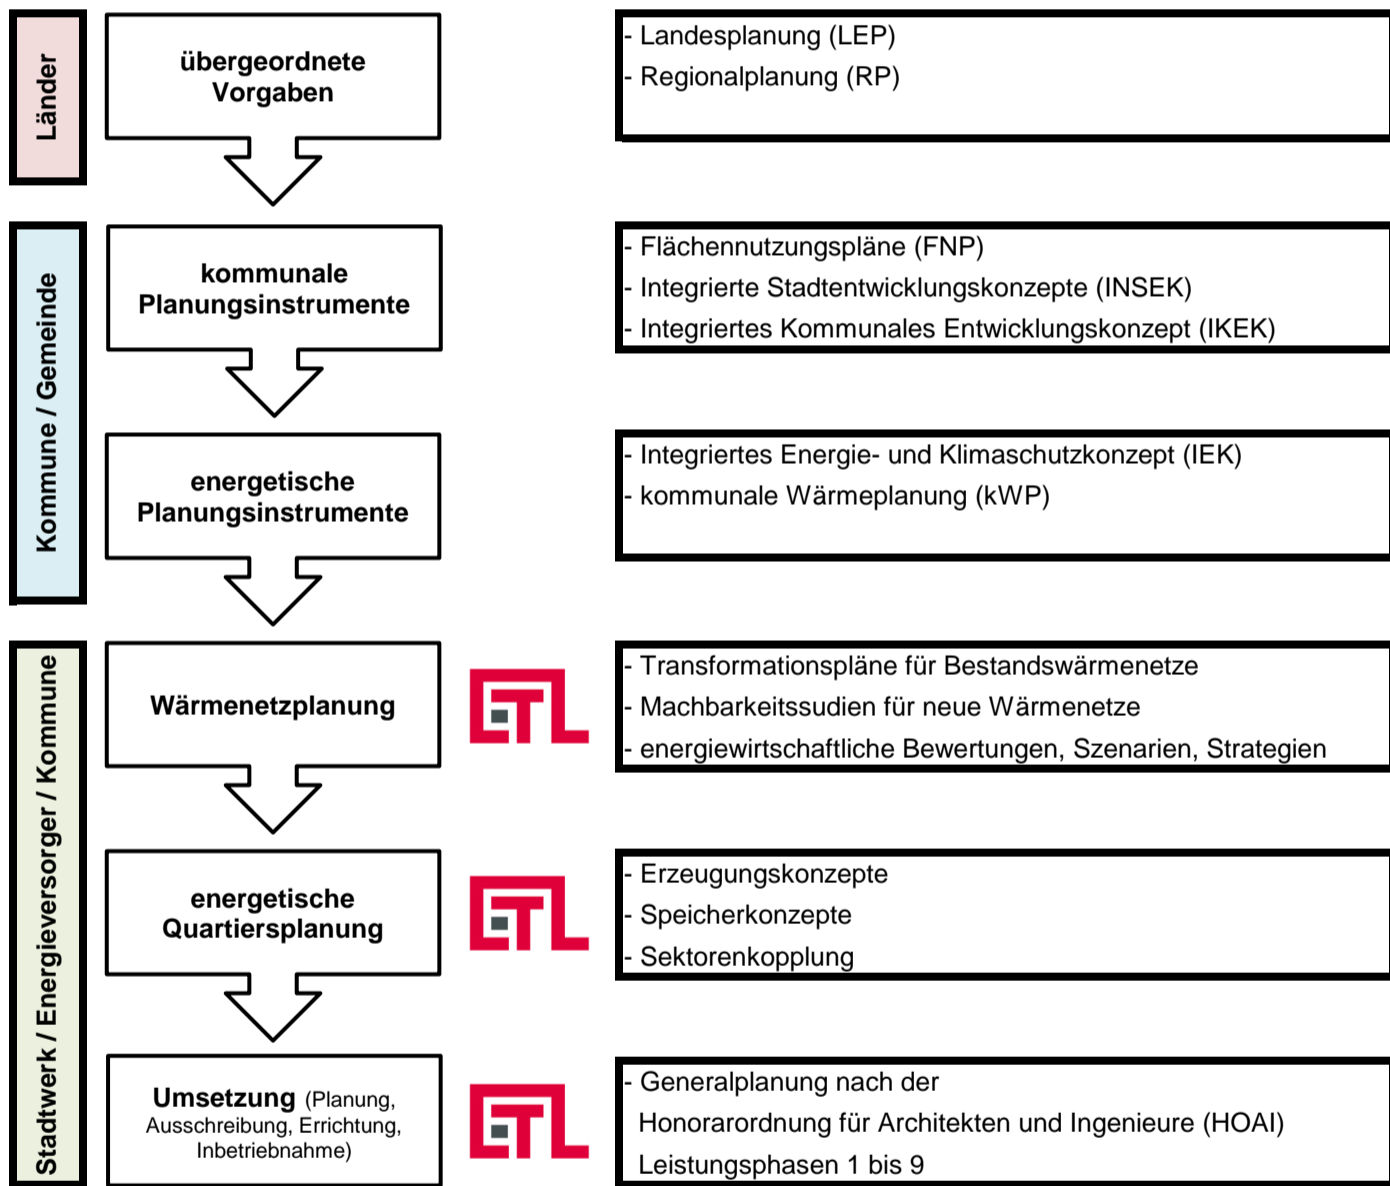 Länder
übergeordnete
Vorgaben
- Landesplanung (LEP)
- Regionalplanung (RP)
Kommune / Gemeinde
kommunale
Planungsinstrumente
- Flächennutzungspläne (FNP)
- Integrierte Stadtentwicklungskonzepte (INSEK)
- Integriertes Kommunales Entwicklungskonzept (IKEK)
energetische
Planungsinstrumente
- Integriertes Energie- und Klimaschutzkonzept (IEK)
- kommunale Wärmeplanung (kWP)
Stadtwerk / Energieversorger / Kommune
Wärmenetzplanung
ETL
- Transformationspläne für Bestandswärmenetze
- Machbarkeitssudien für neue Wärmenetze
- energiewirtschaftliche Bewertungen, Szenarien, Strategien
energetische
Quartiersplanung
ETL
- Erzeugungskonzepte
- Speicherkonzepte
- Sektorenkopplung
Umsetzung (Planung,
Ausschreibung, Errichtung,
Inbetriebnahme)
ETL
- Generalplanung nach der
Honorarordnung für Architekten und Ingenieure (HOAI)
Leistungsphasen 1 bis 9